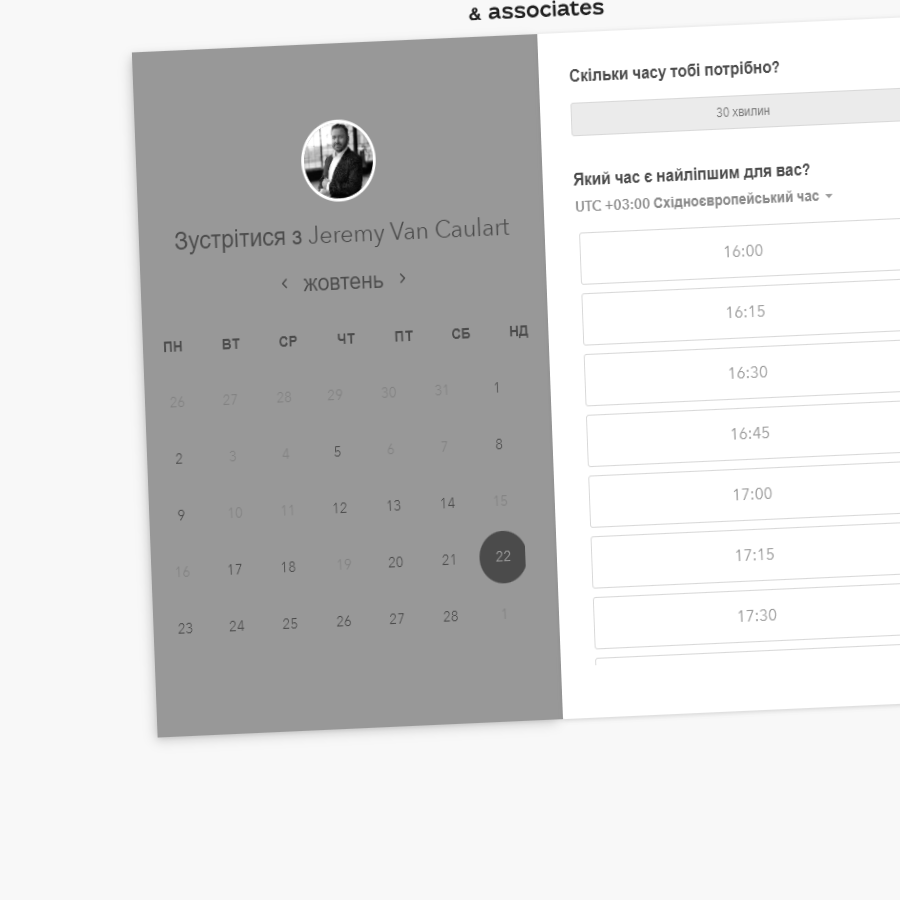 & associates
Зустрітися з Jeremy Van Caulart
‹ жовтень ›
ПН ВТ СР ЧТ ПТ СБ НД
26 27 28 29 30 31 1
2 3 4 5 6 7 8
9 10 11 12 13 14 15
16 17 18 19 20 21 22
23 24 25 26 27 28 1
Скільки часу тобі потрібно?
30 хвилин
Який час є найліпшим для вас?
UTC +03:00 Східноєвропейський час
16:00
16:15
16:30
16:45
17:00
17:15
17:30